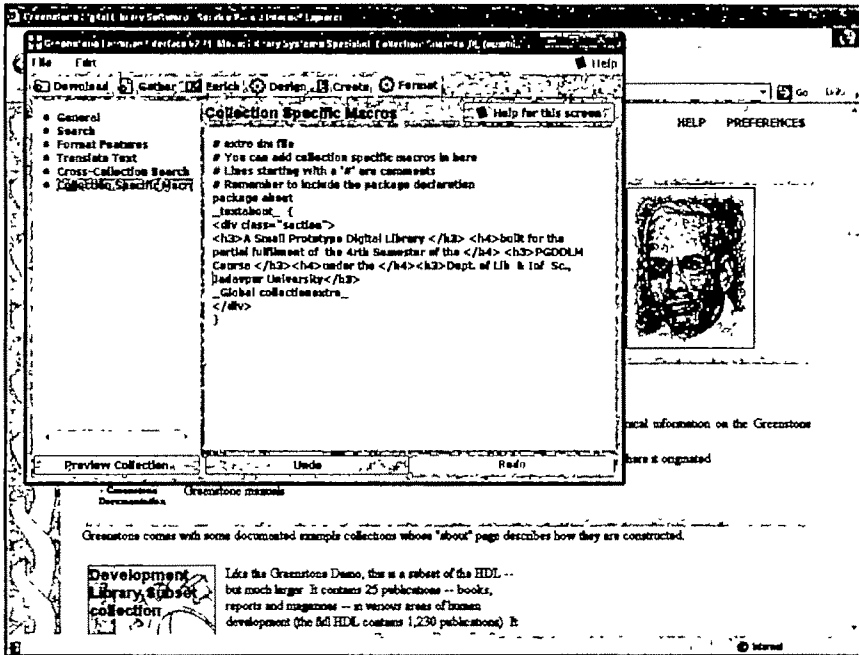 Greenstone Digital Library Software
Internet Explorer
Greenstone Librarian Interface
File Edit Help
Download Gather Enrich Design Create Format
Go
HELP PREFERENCES
General
Search
Format Features
Translate Text
Cross-Collection Search
Collection Specific Macr
Collection Specific Macros
Help for this screen
# extra dm file
# You can add collection specific macros in here
# Lines starting with a '#' are comments
# Remember to include the package declaration
package about
_textabout_ {
<div class="section">
<h3>A Small Prototype Digital Library </h3> <h4>built for the
partial fulfilment of the 4rth Semester of the </h4> <h3>PGDDLM
Course </h3><h4>under the </h4><h3>Dept. of Lib & Inf Sc.,
Jadavpur University</h3>
_Global collectionextra_
</div>
}
information on the Greenstone
originated
Preview Collection Undo Redo
Greenstone
Documentation
Greenstone manuals
Greenstone comes with some documented example collections whose "about" page describes how they are constructed.
Development
Library Subset
collection
Like the Greenstone Demo, this is a subset of the HDL --
but much larger It contains 25 publications -- books,
reports and magazines -- in various areas of human
development (the full HDL contains 1,230 publications) It
Internet